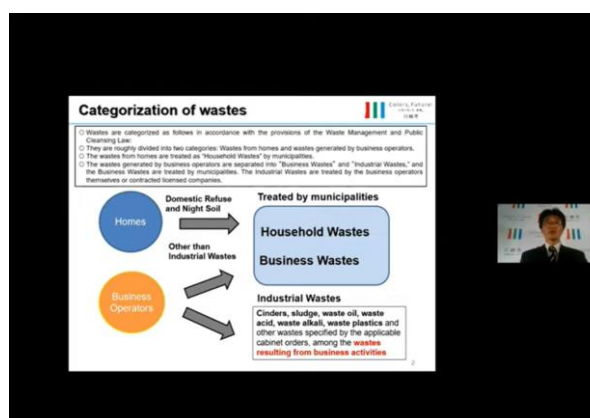 Categorization of wastes
Colors, Future!
○ Wastes are categorized as follows in accordance with the provisions of the Waste Management and Public
Cleansing Law:
○ They are roughly divided into two categories: Wastes from homes and wastes generated by business operators.
○ The wastes from homes are treated as "Household Wastes" by municipalities.
○ The wastes generated by business operators are separated into "Business Wastes" and "Industrial Wastes," and
the Business Wastes are treated by municipalities. The Industrial Wastes are treated by the business operators
themselves or contracted licensed companies.
Homes
Domestic Refuse
and Night Soil
Treated by municipalities
Household Wastes
Business Wastes
Other than
Industrial Wastes
Business
Operators
Industrial Wastes
Cinders, sludge, waste oil, waste
acid, waste alkali, waste plastics and
other wastes specified by the applicable
cabinet orders, among the wastes
resulting from business activities
2